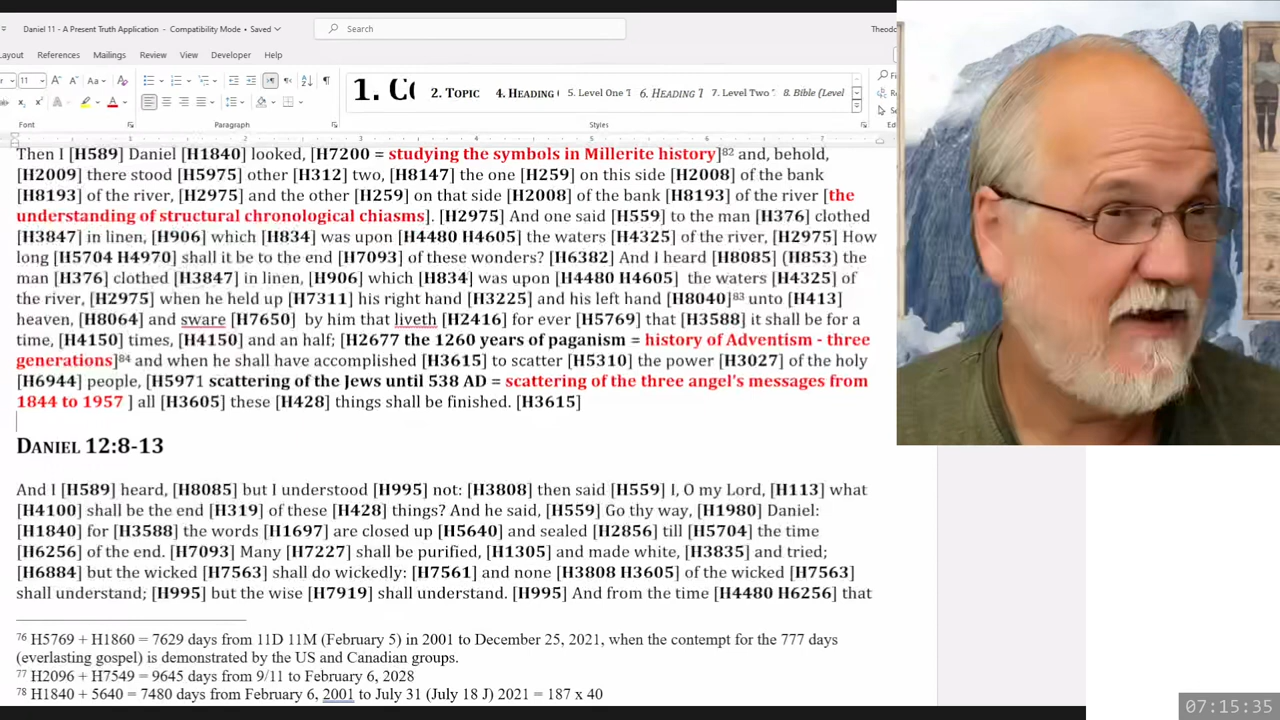 Daniel 11 - A Present Truth Application - Compatibility Mode • Saved
Search
Layout References Mailings Review View Developer Help
11
Aa
1. Co
2. Topic
4. Heading
5. Level One
6. Heading
7. Level Two
8. Bible (Level
Font
Paragraph
Styles
Then I [H589] Daniel [H1840] looked, [H7200 = studying the symbols in Millerite history]82 and, behold,
[H2009] there stood [H5975] other [H312] two, [H8147] the one [H259] on this side [H2008] of the bank
[H8193] of the river, [H2975] and the other [H259] on that side [H2008] of the bank [H8193] of the river [the
understanding of structural chronological chiasms]. [H2975] And one said [H559] to the man [H376] clothed
[H3847] in linen, [H906] which [H834] was upon [H4480 H4605] the waters [H4325] of the river, [H2975] How
long [H5704 H4970] shall it be to the end [H7093] of these wonders? [H6382] And I heard [H8085] (H853) the
man [H376] clothed [H3847] in linen, [H906] which [H834] was upon [H4480 H4605] the waters [H4325] of
the river, [H2975] when he held up [H7311] his right hand [H3225] and his left hand [H8040]83 unto [H413]
heaven, [H8064] and sware [H7650] by him that liveth [H2416] for ever [H5769] that [H3588] it shall be for a
time, [H4150] times, [H4150] and an half; [H2677 the 1260 years of paganism = history of Adventism - three
generations]84 and when he shall have accomplished [H3615] to scatter [H5310] the power [H3027] of the holy
[H6944] people, [H5971 scattering of the Jews until 538 AD = scattering of the three angel's messages from
1844 to 1957 ] all [H3605] these [H428] things shall be finished. [H3615]
Daniel 12:8-13
And I [H589] heard, [H8085] but I understood [H995] not: [H3808] then said [H559] I, O my Lord, [H113] what
[H4100] shall be the end [H319] of these [H428] things? And he said, [H559] Go thy way, [H1980] Daniel:
[H1840] for [H3588] the words [H1697] are closed up [H5640] and sealed [H2856] till [H5704] the time
[H6256] of the end. [H7093] Many [H7227] shall be purified, [H1305] and made white, [H3835] and tried;
[H6884] but the wicked [H7563] shall do wickedly: [H7561] and none [H3808 H3605] of the wicked [H7563]
shall understand; [H995] but the wise [H7919] shall understand. [H995] And from the time [H4480 H6256] that
76 H5769 + H1860 = 7629 days from 11D 11M (February 5) in 2001 to December 25, 2021, when the contempt for the 777 days
(everlasting gospel) is demonstrated by the US and Canadian groups.
77 H2096 + H7549 = 9645 days from 9/11 to February 6, 2028
78 H1840 + 5640 = 7480 days from February 6, 2001 to July 31 (July 18 J) 2021 = 187 x 40
07:15:35